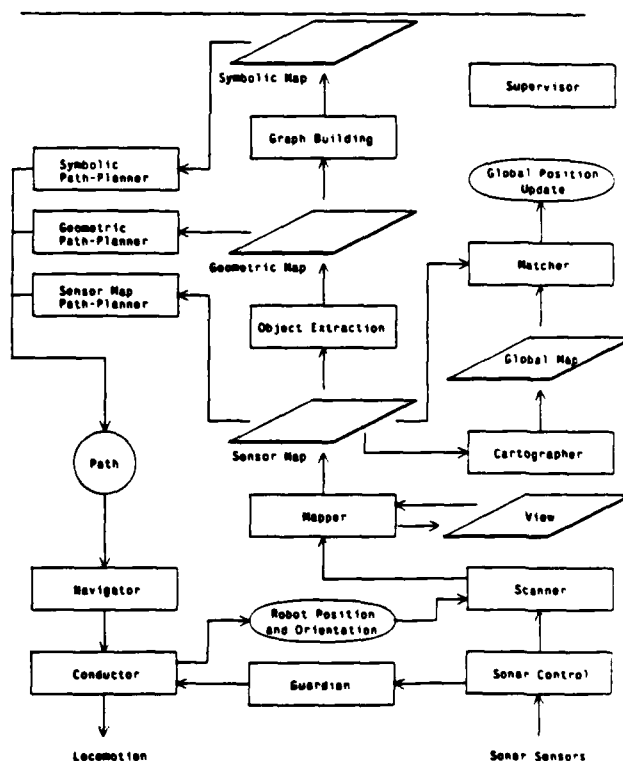 Symbolic Map
Supervisor
Graph Building
Symbolic
Path-Planner
Global Position
Update
Geometric
Path-Planner
Geometric Map
Matcher
Sensor Map
Path-Planner
Object Extraction
Global Map
Sensor Map
Cartographer
Path
Mapper
View
Navigator
Scanner
Robot Position
and Orientation
Conductor
Guardian
Sonar Control
Locomotion
Sonar Sensors